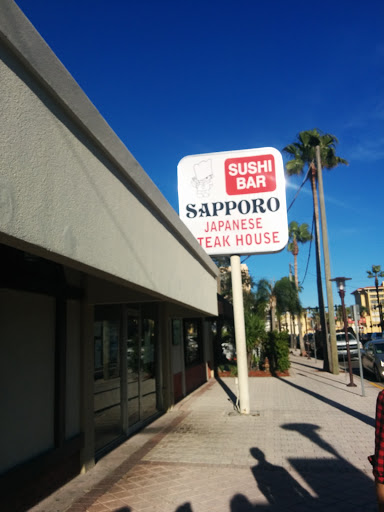 SUSHI
BAR
SAPPORO
JAPANESE
TEAK HOUSE